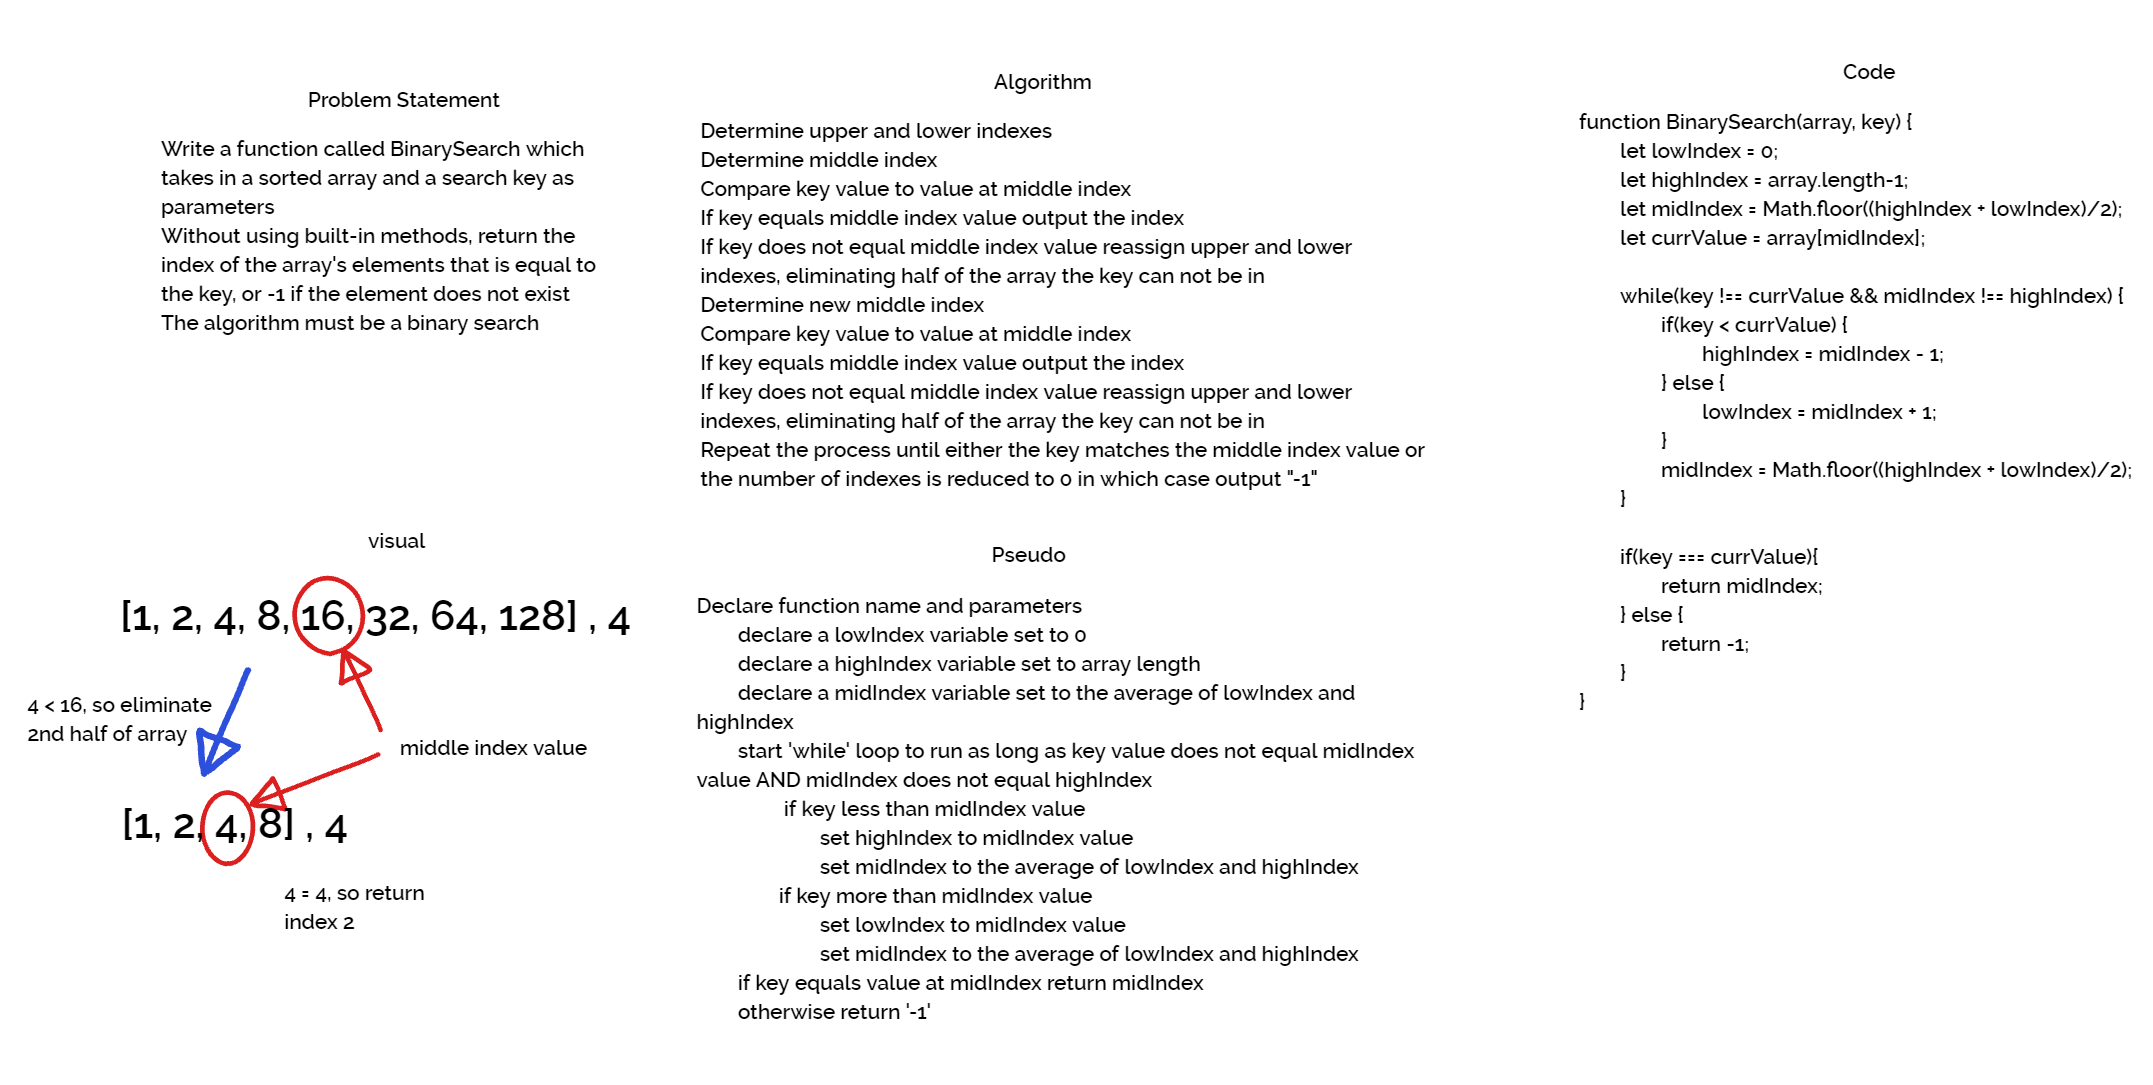 Problem Statement
Write a function called BinarySearch which
takes in a sorted array and a search key as
parameters
Without using built-in methods, return the
index of the array's elements that is equal to
the key, or -1 if the element does not exist
The algorithm must be a binary search
visual
[1, 2, 4, 8, 16, 32, 64, 128] , 4
4 < 16, so eliminate
2nd half of array
middle index value
[1, 2, 4, 8] , 4
4 = 4, so return
index 2
Algorithm
Determine upper and lower indexes
Determine middle index
Compare key value to value at middle index
If key equals middle index value output the index
If key does not equal middle index value reassign upper and lower
indexes, eliminating half of the array the key can not be in
Determine new middle index
Compare key value to value at middle index
If key equals middle index value output the index
If key does not equal middle index value reassign upper and lower
indexes, eliminating half of the array the key can not be in
Repeat the process until either the key matches the middle index value or
the number of indexes is reduced to 0 in which case output "-1"
Pseudo
Declare function name and parameters
declare a lowIndex variable set to 0
declare a highIndex variable set to array length
declare a midIndex variable set to the average of lowIndex and
highIndex
start 'while' loop to run as long as key value does not equal midIndex
value AND midIndex does not equal highIndex
if key less than midIndex value
set highIndex to midIndex value
set midIndex to the average of lowIndex and highIndex
if key more than midIndex value
set lowIndex to midIndex value
set midIndex to the average of lowIndex and highIndex
if key equals value at midIndex return midIndex
otherwise return '-1'
Code
function BinarySearch(array, key) {
let lowIndex = 0;
let highIndex = array.length-1;
let midIndex = Math.floor((highIndex + lowIndex)/2);
let currValue = array[midIndex];
while(key !== currValue && midIndex !== highIndex) {
if(key < currValue) {
highIndex = midIndex - 1;
} else {
lowIndex = midIndex + 1;
}
midIndex = Math.floor((highIndex + lowIndex)/2);
}
if(key === currValue){
return midIndex;
} else {
return -1;
}
}